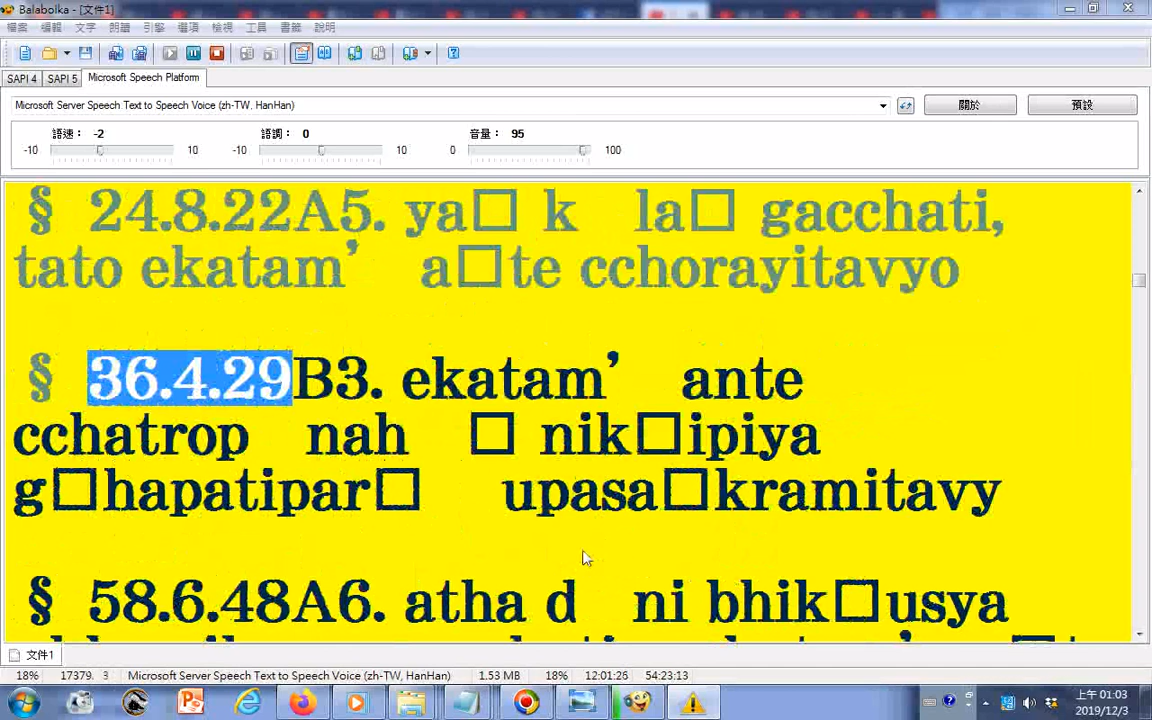 Balabolka - [文件1]
檔案 編輯 文字 朗讀 引擎 選項 檢視 工具 書籤 說明
SAPI 4 SAPI 5 Microsoft Speech Platform
Microsoft Server Speech Text to Speech Voice (zh-TW, HanHan)
關於 預設
語速： -2 語調： 0 音量： 95
-10 10 -10 10 0 100
§ 24.8.22A5. ya□ k la□ gacchati,
tato ekatam’ a□te cchorayitavyo
§ 36.4.29B3. ekatam’ ante
cchatrop nah □ nik□ipiya
g□hapatipar□ upasa□kramitavy
§ 58.6.48A6. atha d ni bhik□usya
文件1
18% 17379. 3 Microsoft Server Speech Text to Speech Voice (zh-TW, HanHan) 1.53 MB 18% 12:01:26 54:23:13
上午 01:03
2019/12/3